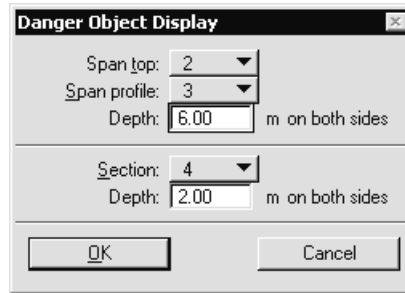 Danger Object Display
Span top: 2
Span profile: 3
Depth: 6.00 m on both sides
Section: 4
Depth: 2.00 m on both sides
OK Cancel